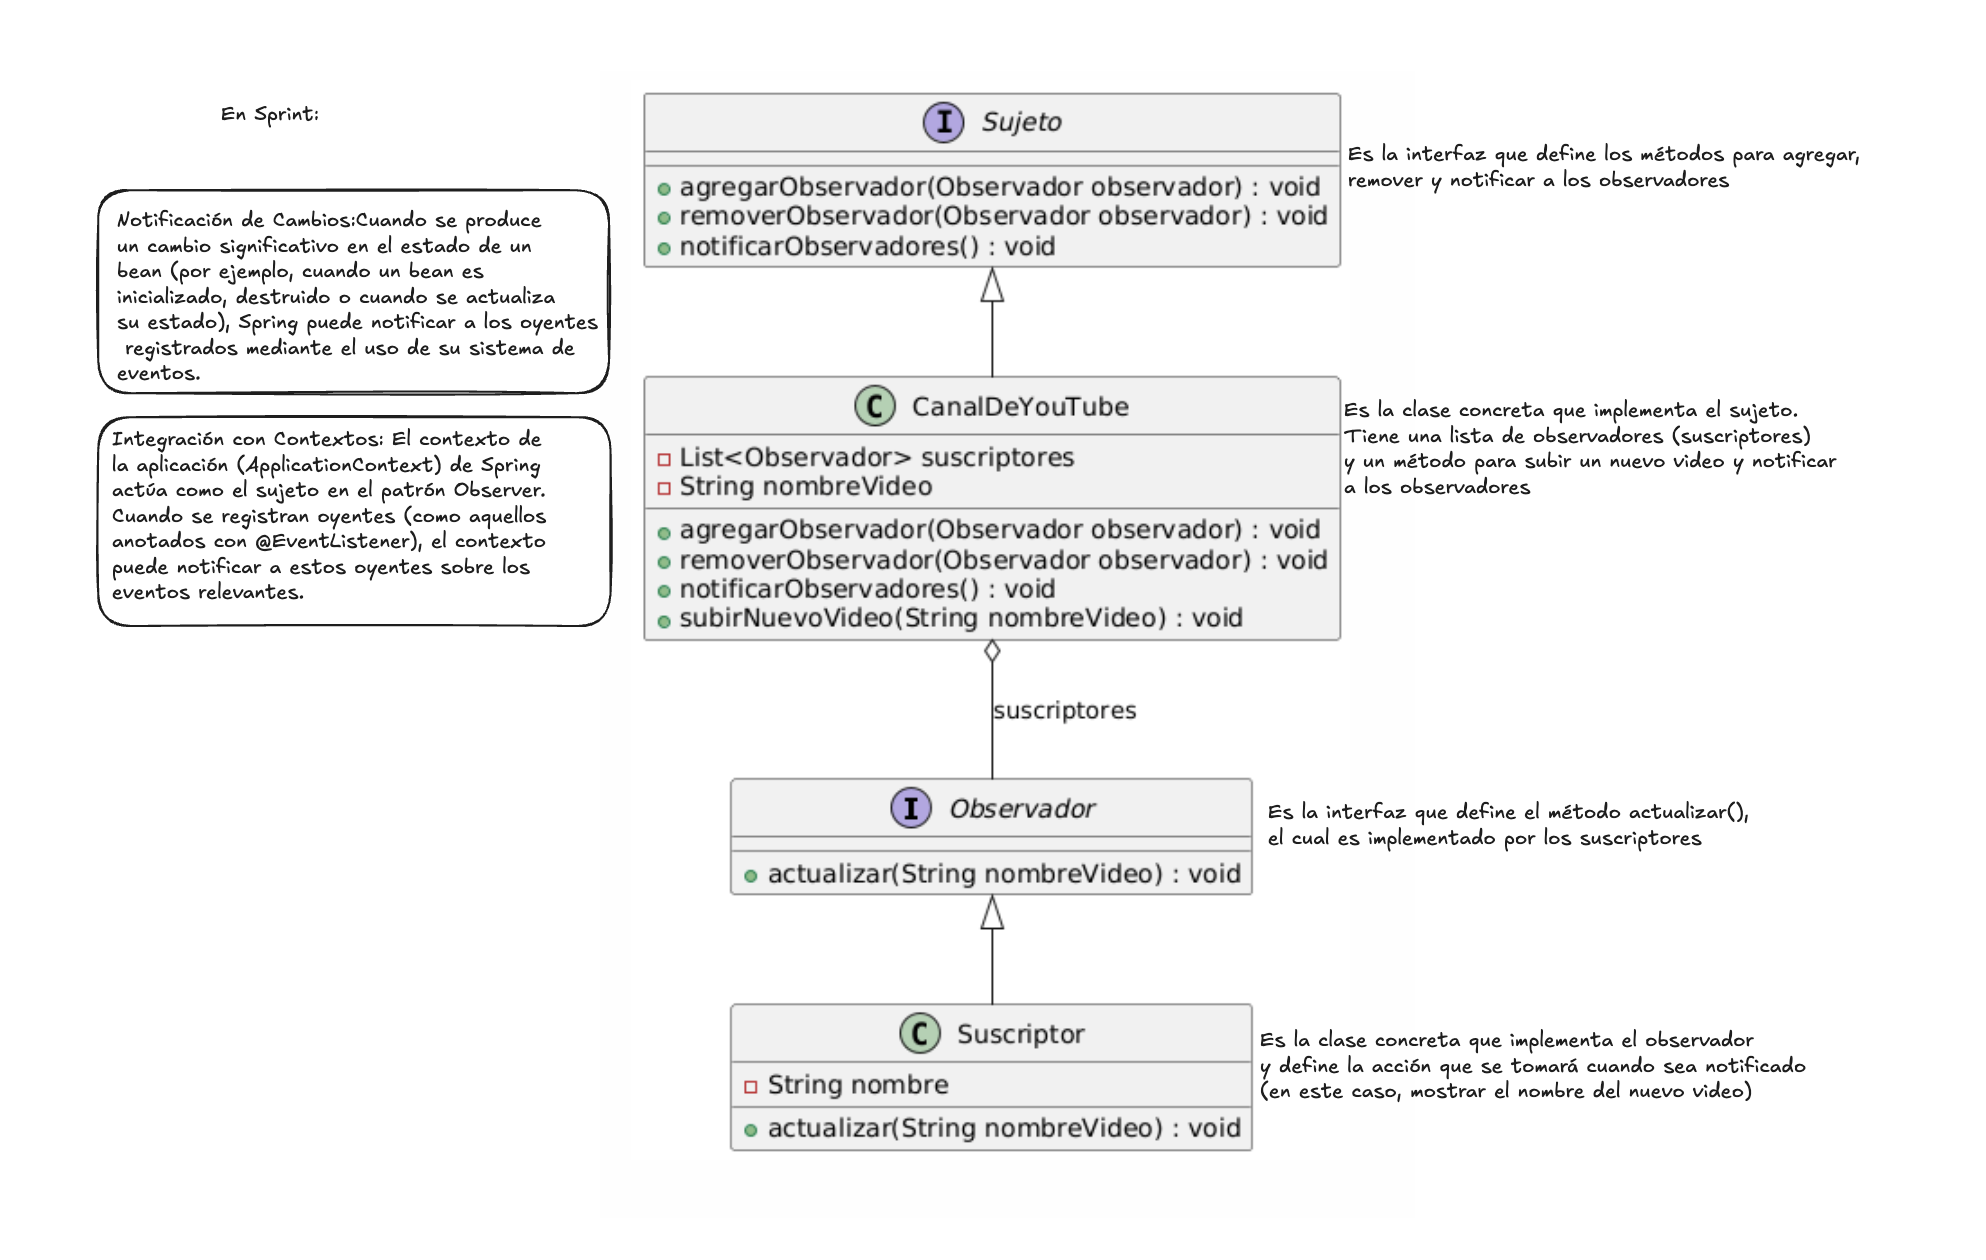 En Sprint:
Notificación de Cambios:Cuando se produce
un cambio significativo en el estado de un
bean (por ejemplo, cuando un bean es
inicializado, destruido o cuando se actualiza
su estado), Spring puede notificar a los oyentes
registrados mediante el uso de su sistema de
eventos.
Integración con Contextos: El contexto de
la aplicación (ApplicationContext) de Spring
actúa como el sujeto en el patrón Observer.
Cuando se registran oyentes (como aquellos
anotados con @EventListener), el contexto
puede notificar a estos oyentes sobre los
eventos relevantes.
I Sujeto
agregarObservador(Observador observador) : void
removerObservador(Observador observador) : void
notificarObservadores() : void
Es la interfaz que define los métodos para agregar,
remover y notificar a los observadores
C CanalDeYouTube
List<Observador> suscriptores
String nombreVideo
agregarObservador(Observador observador) : void
removerObservador(Observador observador) : void
notificarObservadores() : void
subirNuevoVideo(String nombreVideo) : void
Es la clase concreta que implementa el sujeto.
Tiene una lista de observadores (suscriptores)
y un método para subir un nuevo video y notificar
a los observadores
suscriptores
I Observador
actualizar(String nombreVideo) : void
Es la interfaz que define el método actualizar(),
el cual es implementado por los suscriptores
C Suscriptor
String nombre
actualizar(String nombreVideo) : void
Es la clase concreta que implementa el observador
y define la acción que se tomará cuando sea notificado
(en este caso, mostrar el nombre del nuevo video)